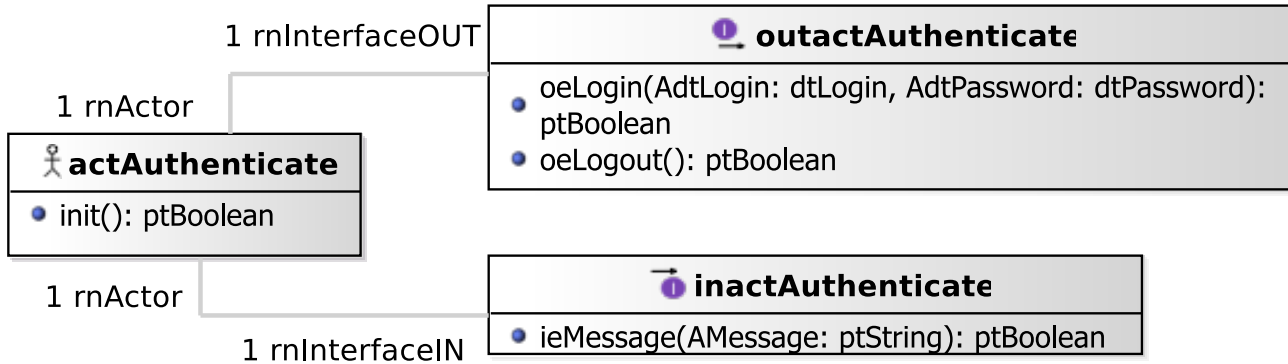 1 rnInterfaceOUT
outactAuthenticate
oeLogin(AdtLogin: dtLogin, AdtPassword: dtPassword):
ptBoolean
oeLogout(): ptBoolean
1 rnActor
actAuthenticate
init(): ptBoolean
1 rnActor
inactAuthenticate
ieMessage(AMessage: ptString): ptBoolean
1 rnInterfaceIN